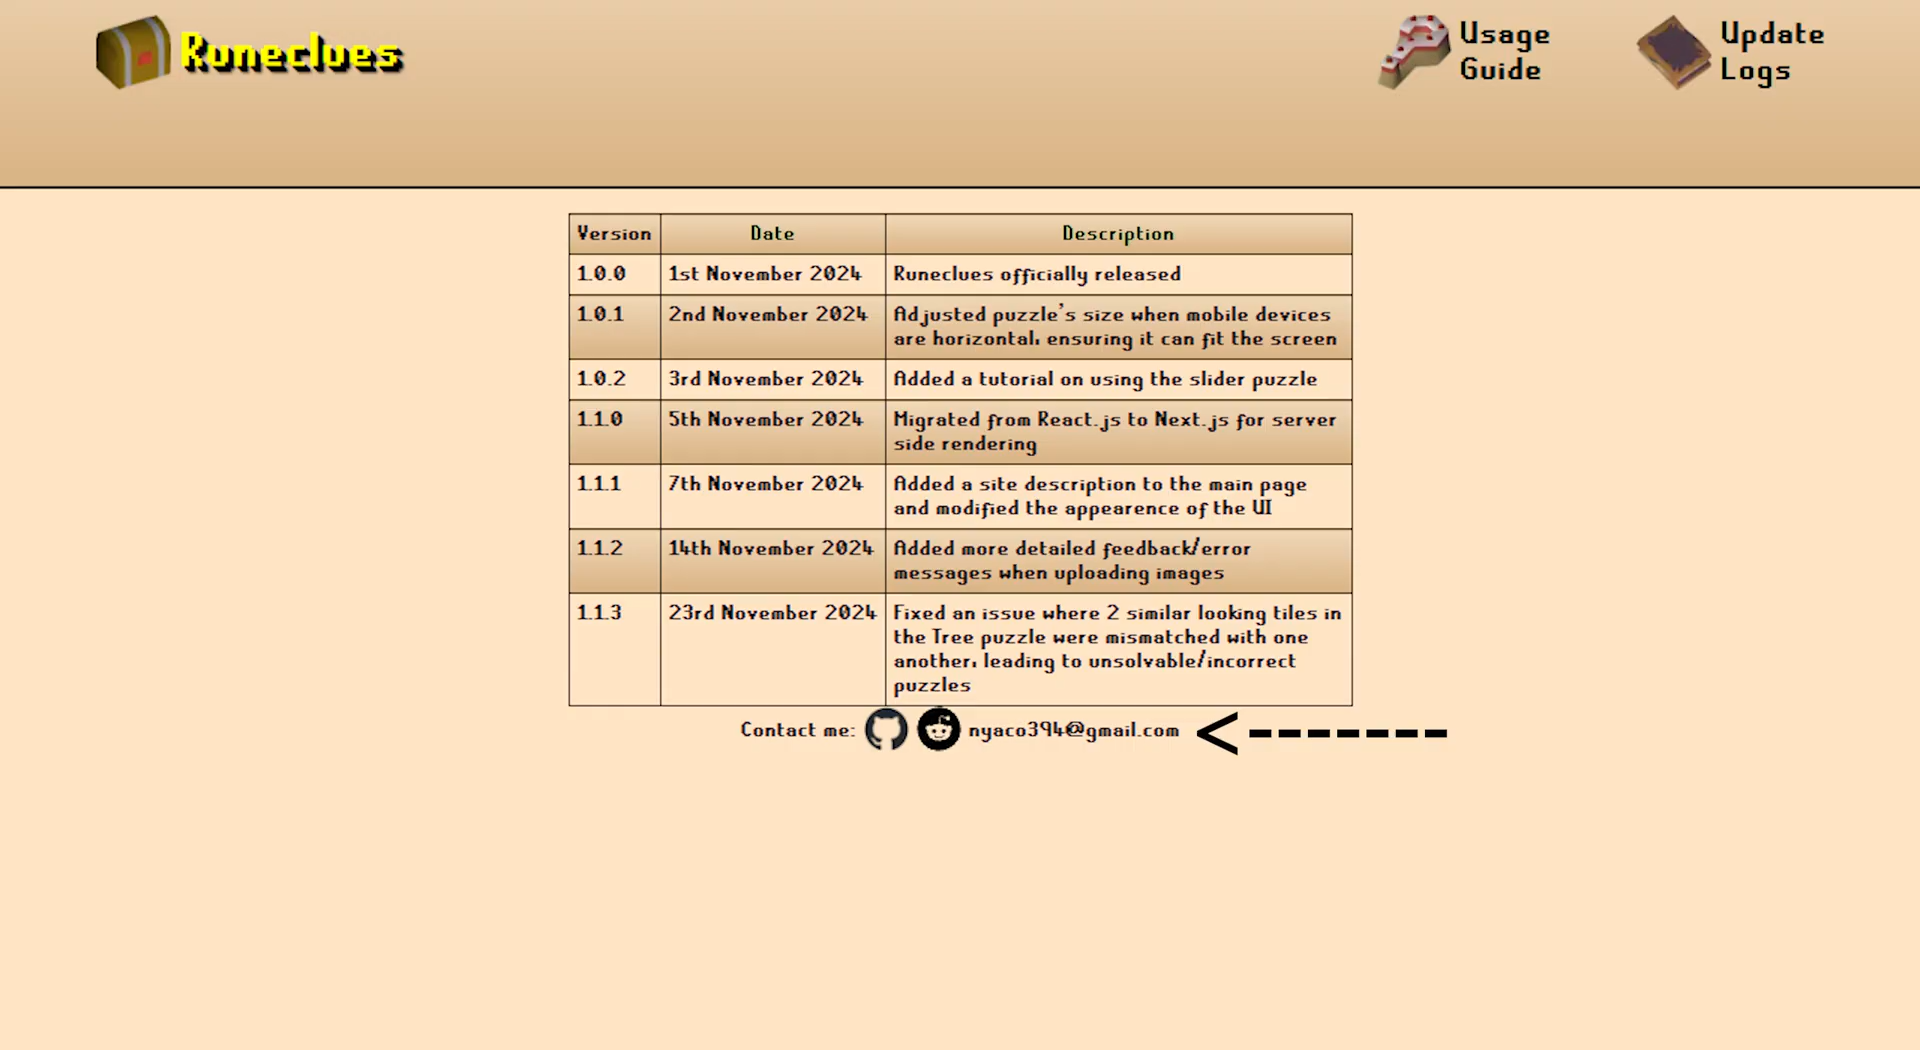 Runeclues
Usage
Guide
Update
Logs
Version Date Description
1.0.0 1st November 2024 Runeclues officially released
1.0.1 2nd November 2024 Adjusted puzzle's size when mobile devices
are horizontal, ensuring it can fit the screen
1.0.2 3rd November 2024 Added a tutorial on using the slider puzzle
1.1.0 5th November 2024 Migrated from React.js to Next.js for server
side rendering
1.1.1 7th November 2024 Added a site description to the main page
and modified the appearence of the UI
1.1.2 14th November 2024 Added more detailed feedback/error
messages when uploading images
1.1.3 23rd November 2024 Fixed an issue where 2 similar looking tiles in
the Tree puzzle were mismatched with one
another, leading to unsolvable/incorrect
puzzles
Contact me: nyaco394@gmail.com <-------